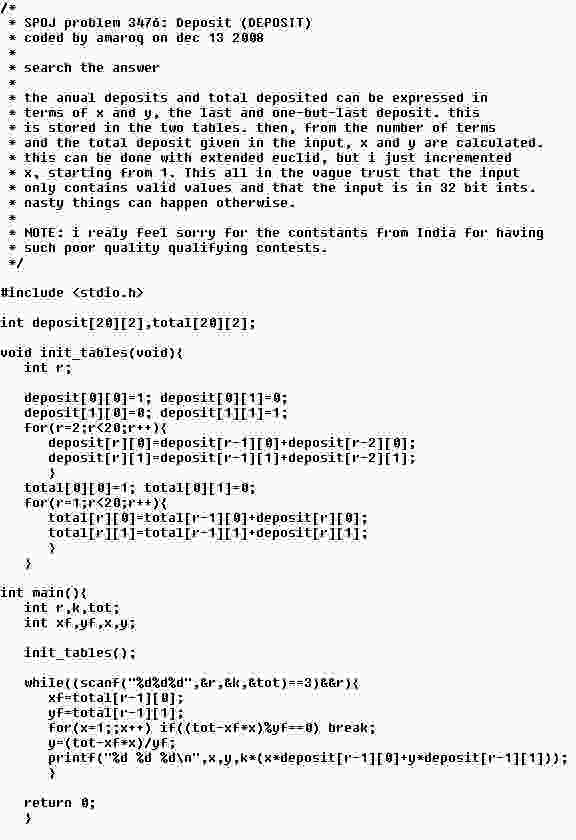 /*
 * SPOJ problem 3476: Deposit (DEPOSIT)
 * coded by amaroq on dec 13 2008
 *
 * search the answer
 *
 * the anual deposits and total deposited can be expressed in
 * terms of x and y, the last and one-but-last deposit. this
 * is stored in the two tables. then, from the number of terms
 * and the total deposit given in the input, x and y are calculated.
 * this can be done with extended euclid, but i just incremented
 * x, starting from 1. This all in the vague trust that the input
 * only contains valid values and that the input is in 32 bit ints.
 * nasty things can happen otherwise.
 *
 * NOTE: i realy feel sorry for the contstants from India for having
 * such poor quality qualifying contests.
 */

#include <stdio.h>

int deposit[20][2],total[20][2];

void init_tables(void){
   int r;

   deposit[0][0]=1; deposit[0][1]=0;
   deposit[1][0]=0; deposit[1][1]=1;
   for(r=2;r<20;r++){
      deposit[r][0]=deposit[r-1][0]+deposit[r-2][0];
      deposit[r][1]=deposit[r-1][1]+deposit[r-2][1];
      }
   total[0][0]=1; total[0][1]=0;
   for(r=1;r<20;r++){
      total[r][0]=total[r-1][0]+deposit[r][0];
      total[r][1]=total[r-1][1]+deposit[r][1];
      }
   }

int main(){
   int r,k,tot;
   int xf,yf,x,y;

   init_tables();

   while((scanf("%d%d%d",&r,&k,&tot)==3)&&r){
      xf=total[r-1][0];
      yf=total[r-1][1];
      for(x=1;;x++) if((tot-xf*x)%yf==0) break;
      y=(tot-xf*x)/yf;
      printf("%d %d %d\n",x,y,k*(x*deposit[r-1][0]+y*deposit[r-1][1]));
      }

   return 0;
   }